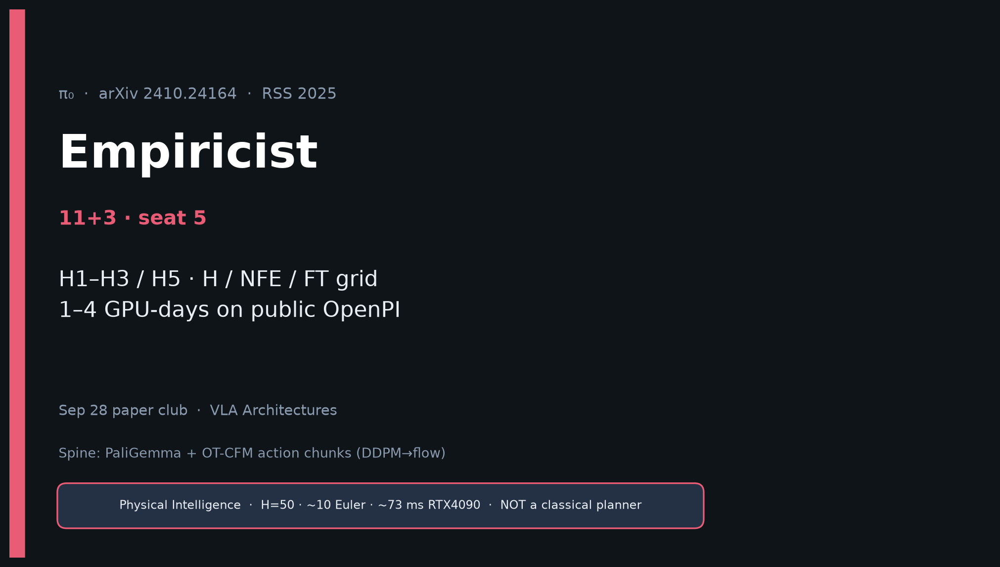 π₀ · arXiv 2410.24164 · RSS 2025
Empiricist
11+3 · seat 5
H1–H3 / H5 · H / NFE / FT grid
1–4 GPU-days on public OpenPI
Sep 28 paper club · VLA Architectures
Spine: PaliGemma + OT-CFM action chunks (DDPM→flow)
Physical Intelligence · H=50 · ~10 Euler · ~73 ms RTX4090 · NOT a classical planner